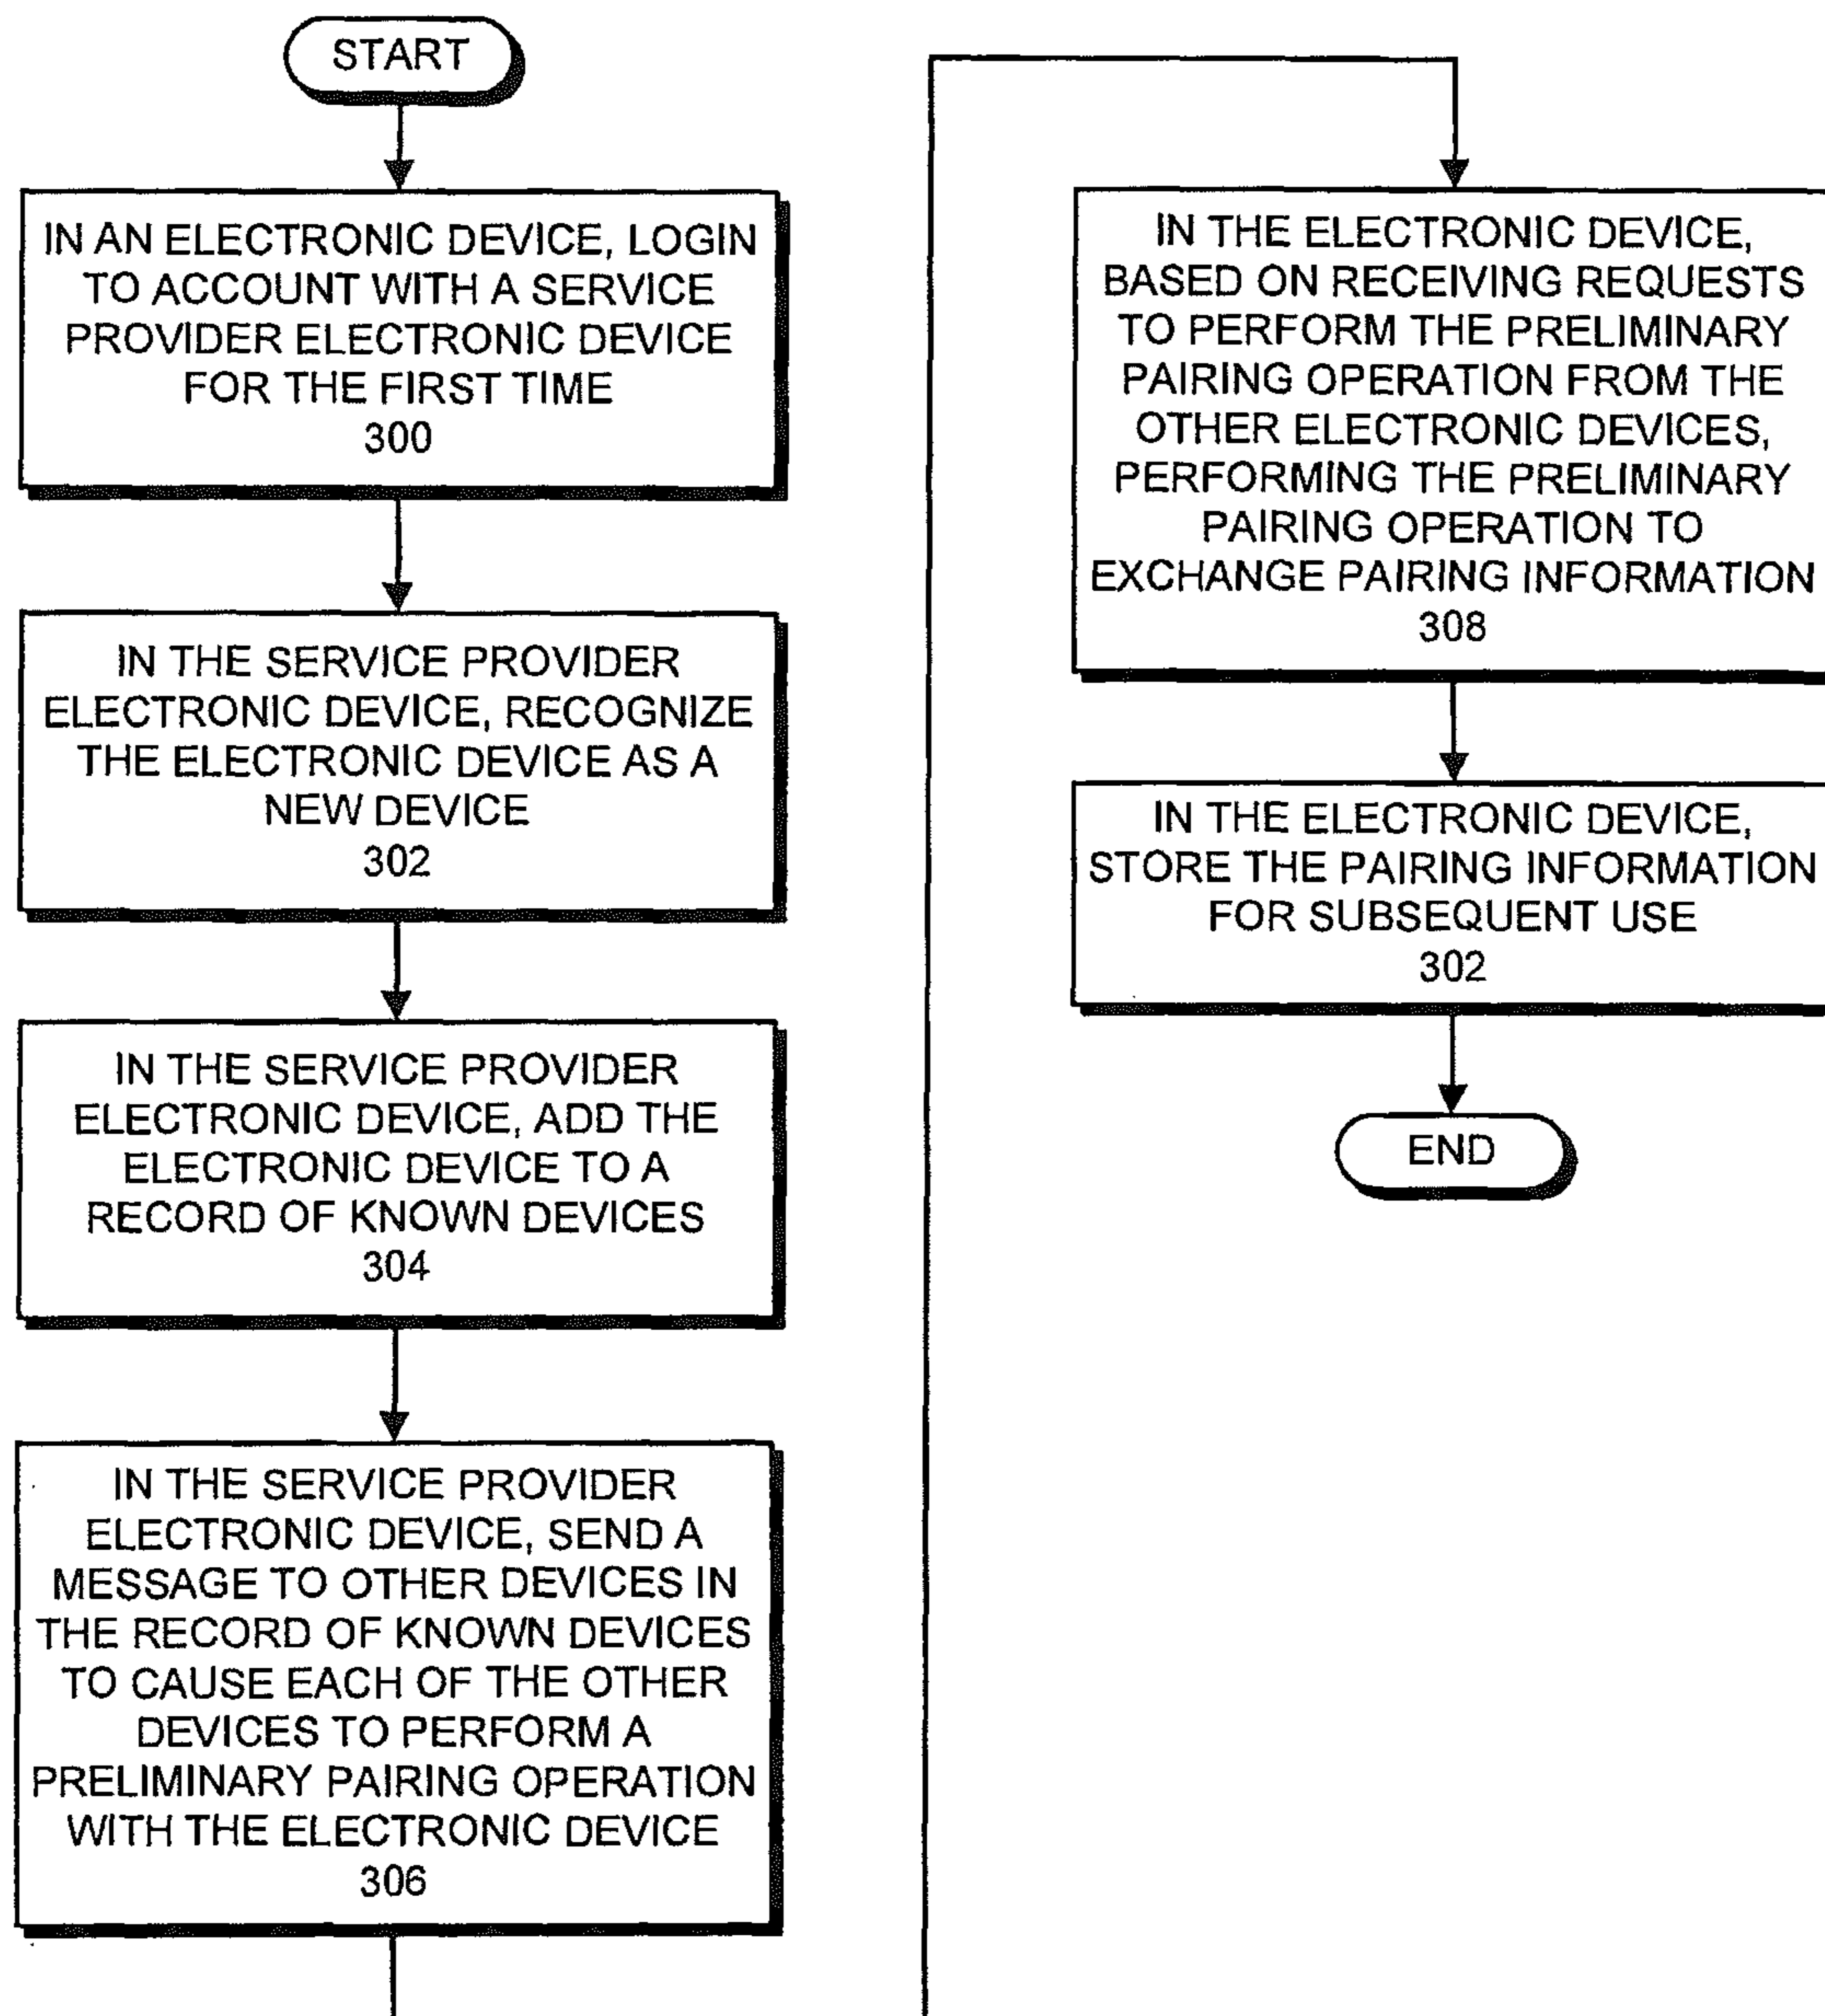 START
IN AN ELECTRONIC DEVICE, LOGIN
TO ACCOUNT WITH A SERVICE
PROVIDER ELECTRONIC DEVICE
FOR THE FIRST TIME
300
IN THE SERVICE PROVIDER
ELECTRONIC DEVICE, RECOGNIZE
THE ELECTRONIC DEVICE AS A
NEW DEVICE
302
IN THE SERVICE PROVIDER
ELECTRONIC DEVICE, ADD THE
ELECTRONIC DEVICE TO A
RECORD OF KNOWN DEVICES
304
IN THE SERVICE PROVIDER
ELECTRONIC DEVICE, SEND A
MESSAGE TO OTHER DEVICES IN
THE RECORD OF KNOWN DEVICES
TO CAUSE EACH OF THE OTHER
DEVICES TO PERFORM A
PRELIMINARY PAIRING OPERATION
WITH THE ELECTRONIC DEVICE
306
IN THE ELECTRONIC DEVICE,
BASED ON RECEIVING REQUESTS
TO PERFORM THE PRELIMINARY
PAIRING OPERATION FROM THE
OTHER ELECTRONIC DEVICES,
PERFORMING THE PRELIMINARY
PAIRING OPERATION TO
EXCHANGE PAIRING INFORMATION
308
IN THE ELECTRONIC DEVICE,
STORE THE PAIRING INFORMATION
FOR SUBSEQUENT USE
302
END